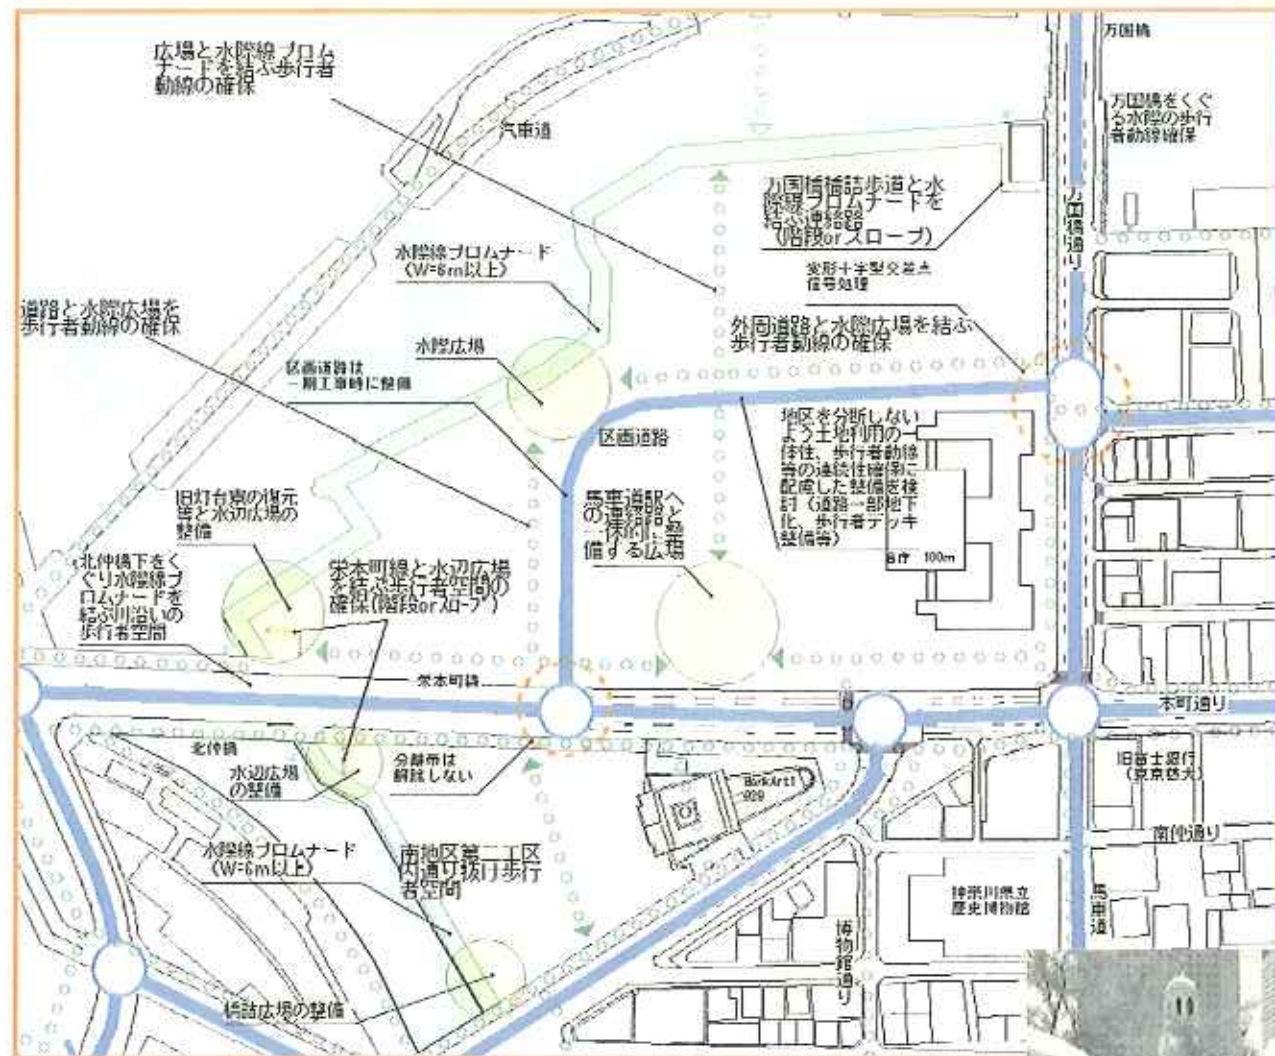 広場と水際線プロム
ナードを結ぶ歩行者
動線の確保
汽車道
万国橋
万国橋をくぐ
る水際の歩行
者動線確保
万国橋通り
万国橋橋詰歩道と水
際線プロムナードを
結ぶ連絡路
(階段orスロープ)
水際線プロムナード
(W=6m以上)
変形十字型交差点
信号処理
道路と水際広場を
歩行者動線の確保
外周道路と水際広場を結ぶ
歩行者動線の確保
水際広場
区画道路は
一期工事時に整備
区画道路
地区を分断しない
よう土地利用の一
体性、歩行者動線
等の連続性確保に
配慮した整備を検
討(道路一部地下
化、歩行者デッキ
整備等)
旧灯台寮の復元
等と水辺広場の
整備
馬車道駅へ
の連絡路と
一体的に整
備する広場
合庁 100m
北仲橋下をく
ぐり水際線プ
ロムナードを
結ぶ川沿いの
歩行者空間
栄本町線と水辺広場
を結ぶ歩行者空間の
確保(階段orスロープ)
栄本町線
本町通り
北仲橋
水辺広場
の整備
分離帯は
削除しない
BankArt1
929
旧富士銀行
(東京藝大)
南仲通り
水際線プロムナード
(W=6m以上)
南地区第二工区
内通り抜け歩行
者空間
神奈川県立
歴史博物館
馬車道
博物館通り
橋詰広場の整備